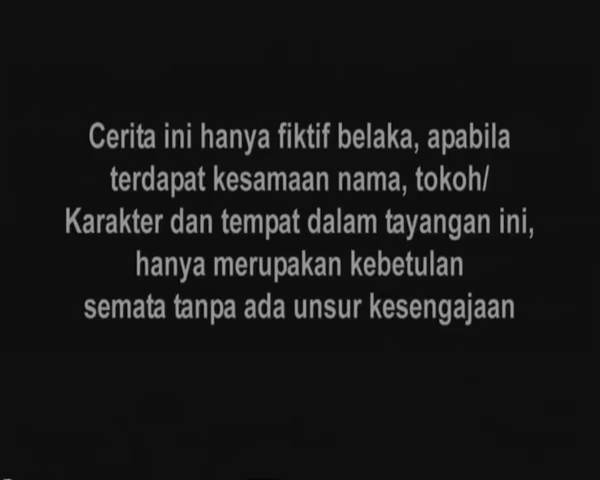 Cerita ini hanya fiktif belaka, apabila
terdapat kesamaan nama, tokoh/
Karakter dan tempat dalam tayangan ini,
hanya merupakan kebetulan
semata tanpa ada unsur kesengajaan